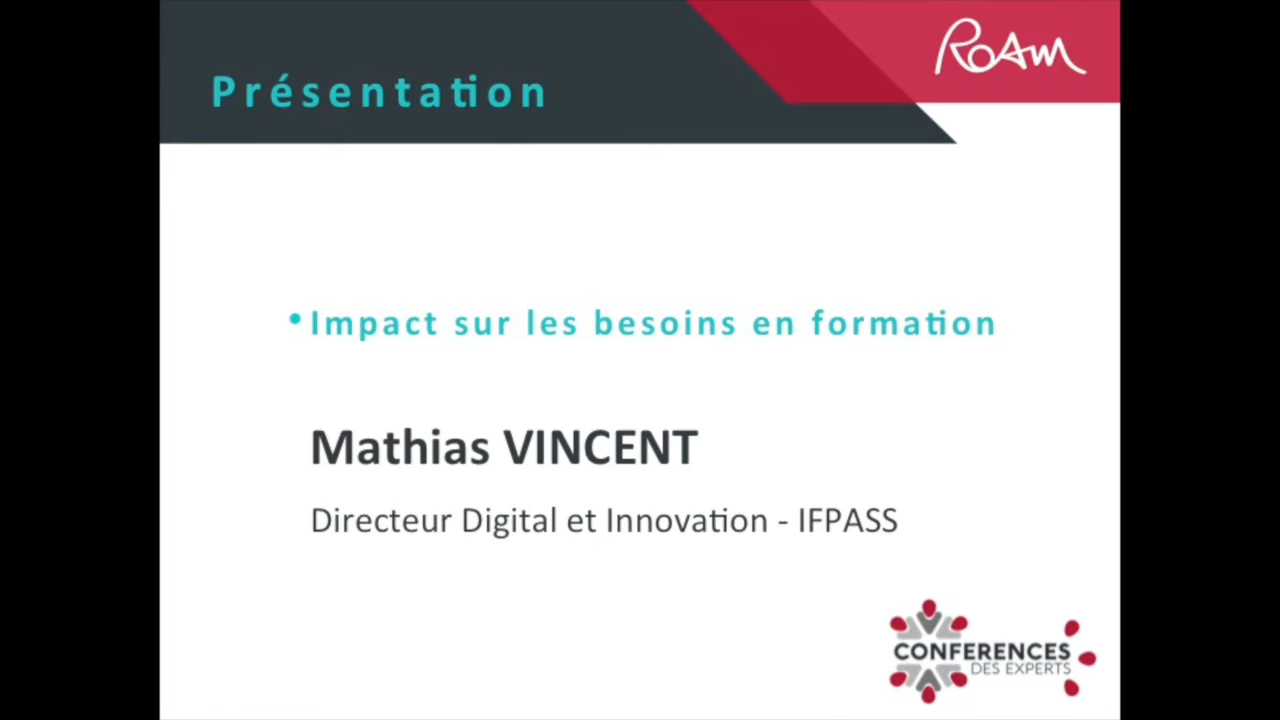 Présentation
ROAM
• Impact sur les besoins en formation
Mathias VINCENT
Directeur Digital et Innovation - IFPASS
CONFERENCES
DES EXPERTS